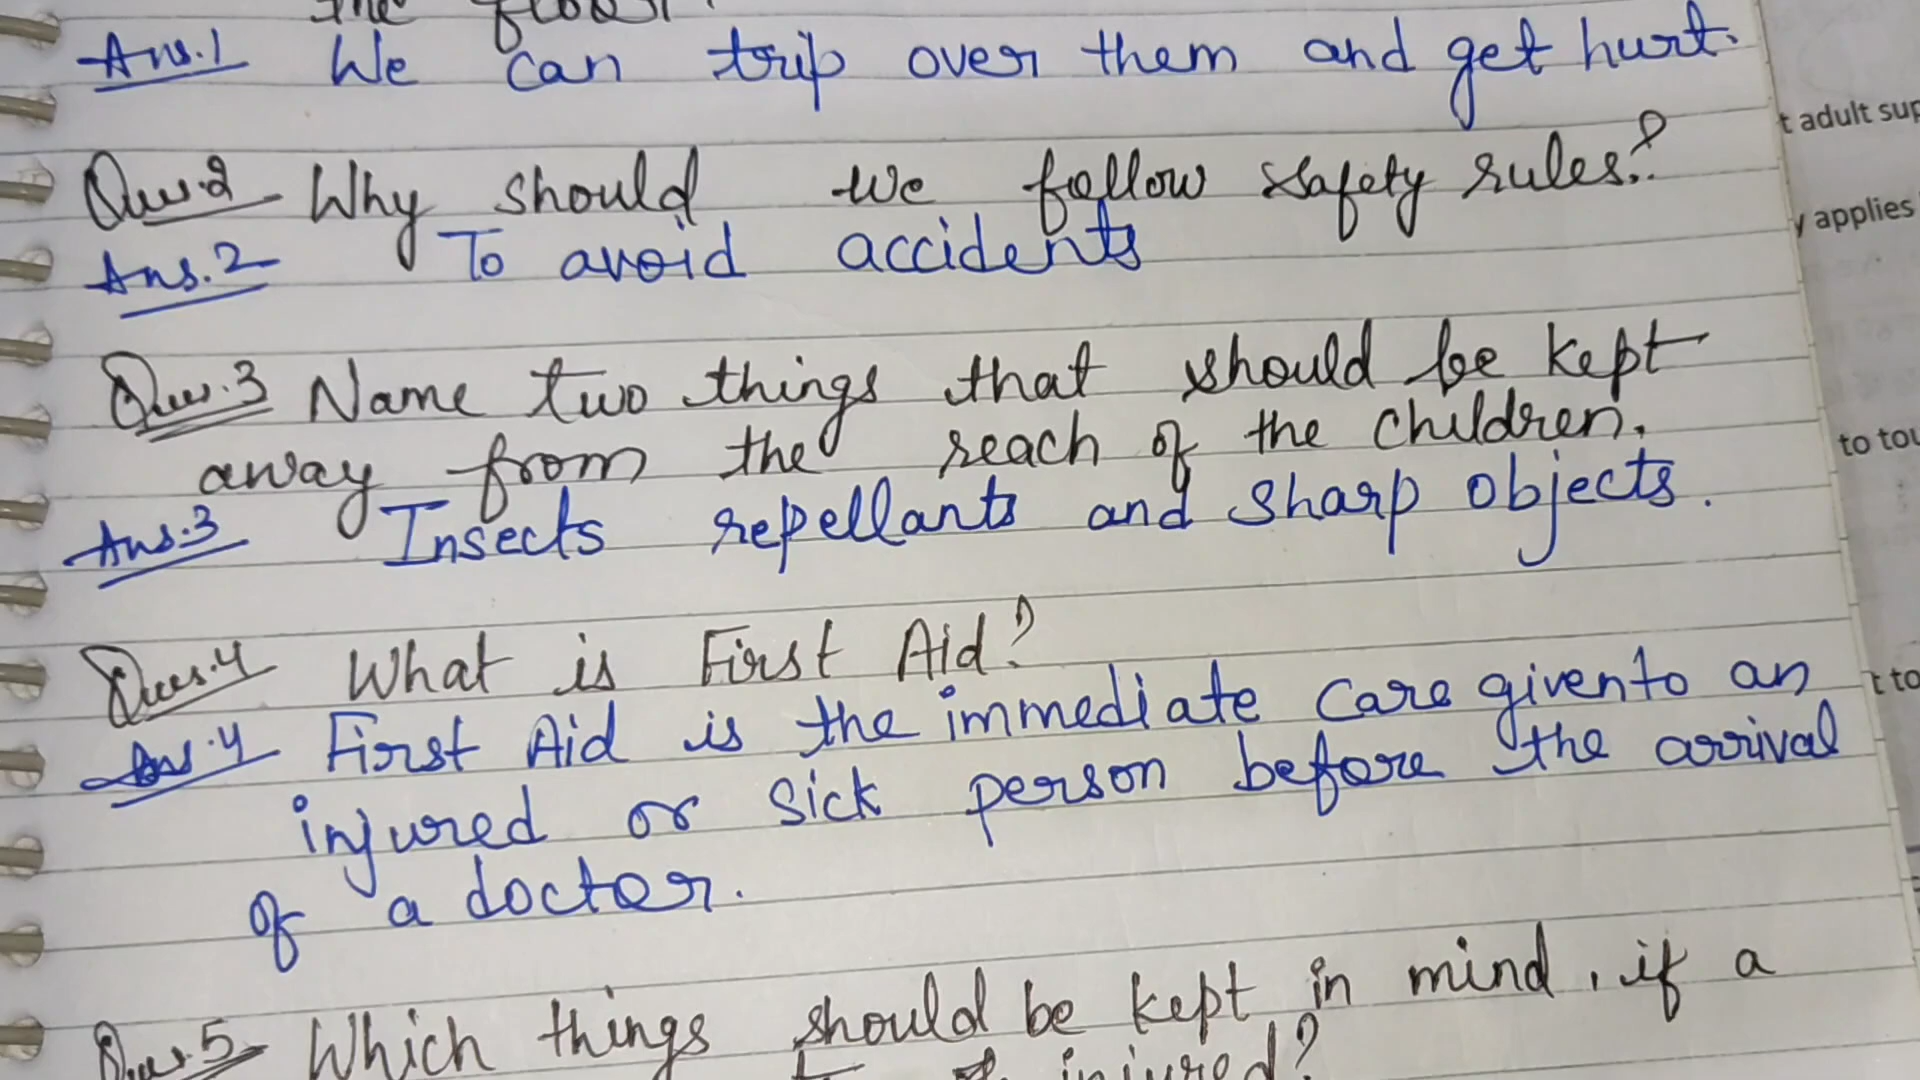 the floor.
Ans.1 We can trip over them and get hurt.
Ques.2 Why should we follow safety rules?
Ans.2 To avoid accidents
Ques.3 Name two things that should be kept
away from the reach of the children.
Ans.3 Insects repellants and sharp objects.
Ques.4 What is First Aid?
Ans.4 First Aid is the immediate care given to an
injured or sick person before the arrival
of a doctor.
Ques.5 Which things should be kept in mind, if a
injured?
t adult sup
y applies
to tou
t to